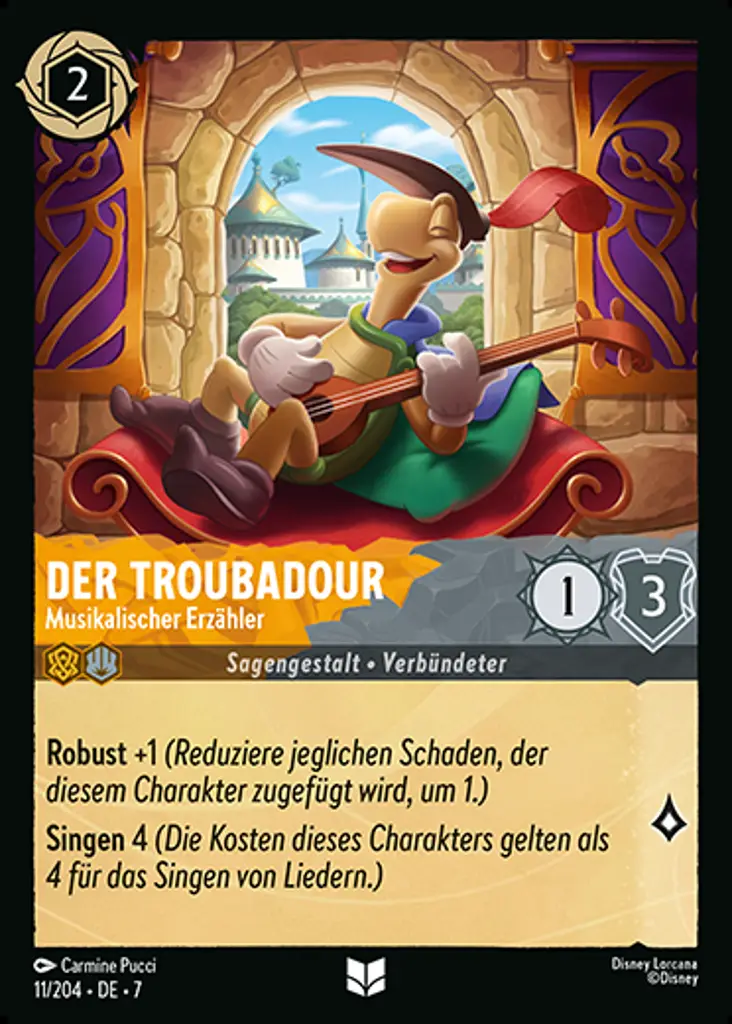 2
DER TROUBADOUR
Musikalischer Erzähler
1
3
Sagengestalt • Verbündeter
Robust +1 (Reduziere jeglichen Schaden, der
diesem Charakter zugefügt wird, um 1.)
Singen 4 (Die Kosten dieses Charakters gelten als
4 für das Singen von Liedern.)
Carmine Pucci
11/204 • DE • 7
Disney Lorcana
©Disney